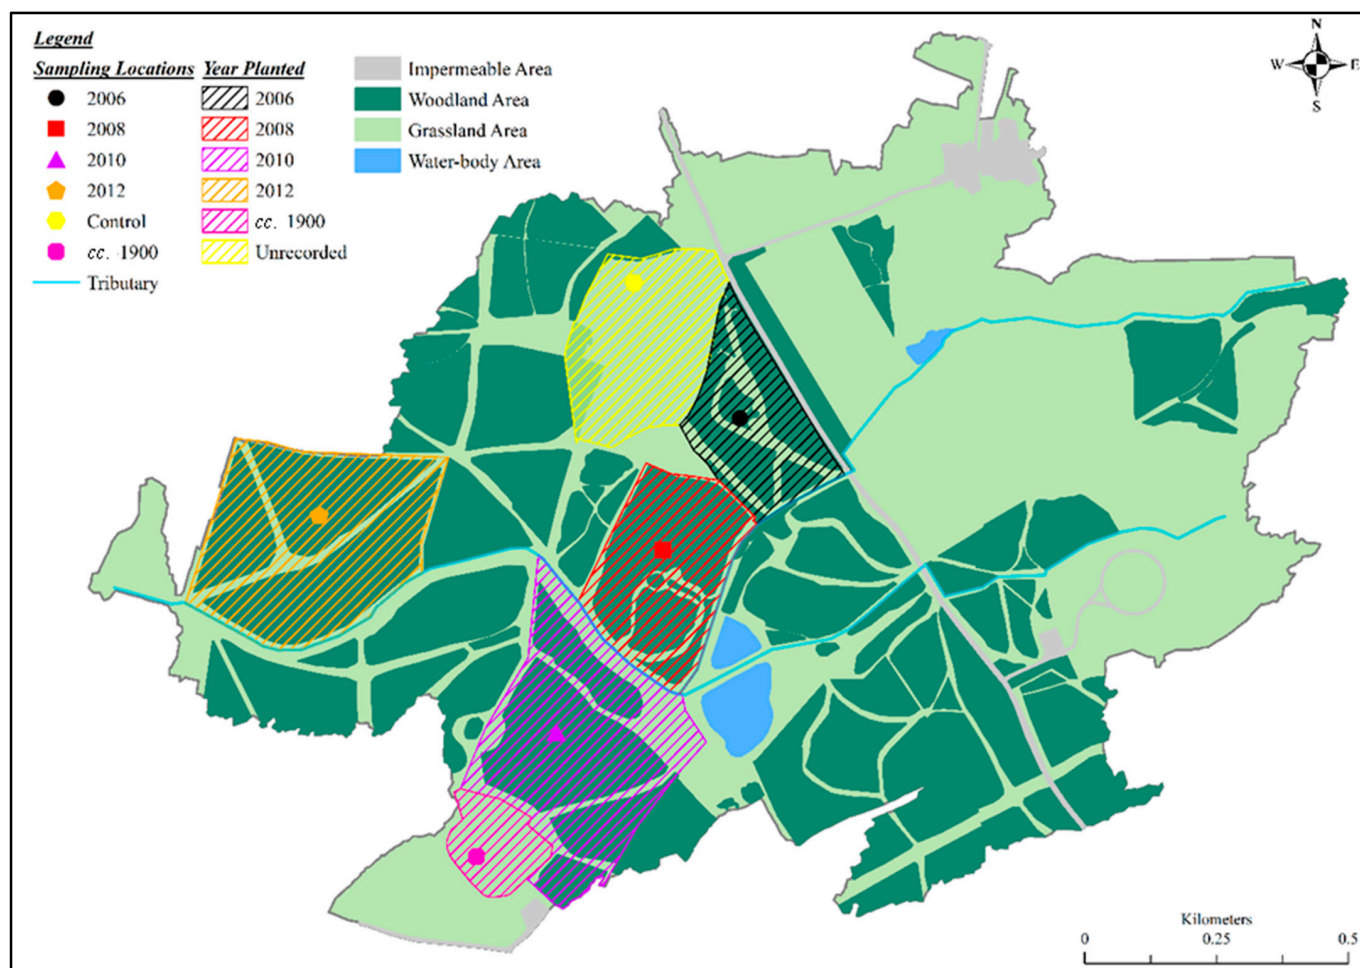 Legend
Sampling Locations Year Planted
2006 2006 Impermeable Area
2008 2008 Woodland Area
2010 2010 Grassland Area
2012 2012 Water-body Area
Control cc. 1900
cc. 1900 Unrecorded
Tributary
N
W E
S
Kilometers
0 0.25 0.5